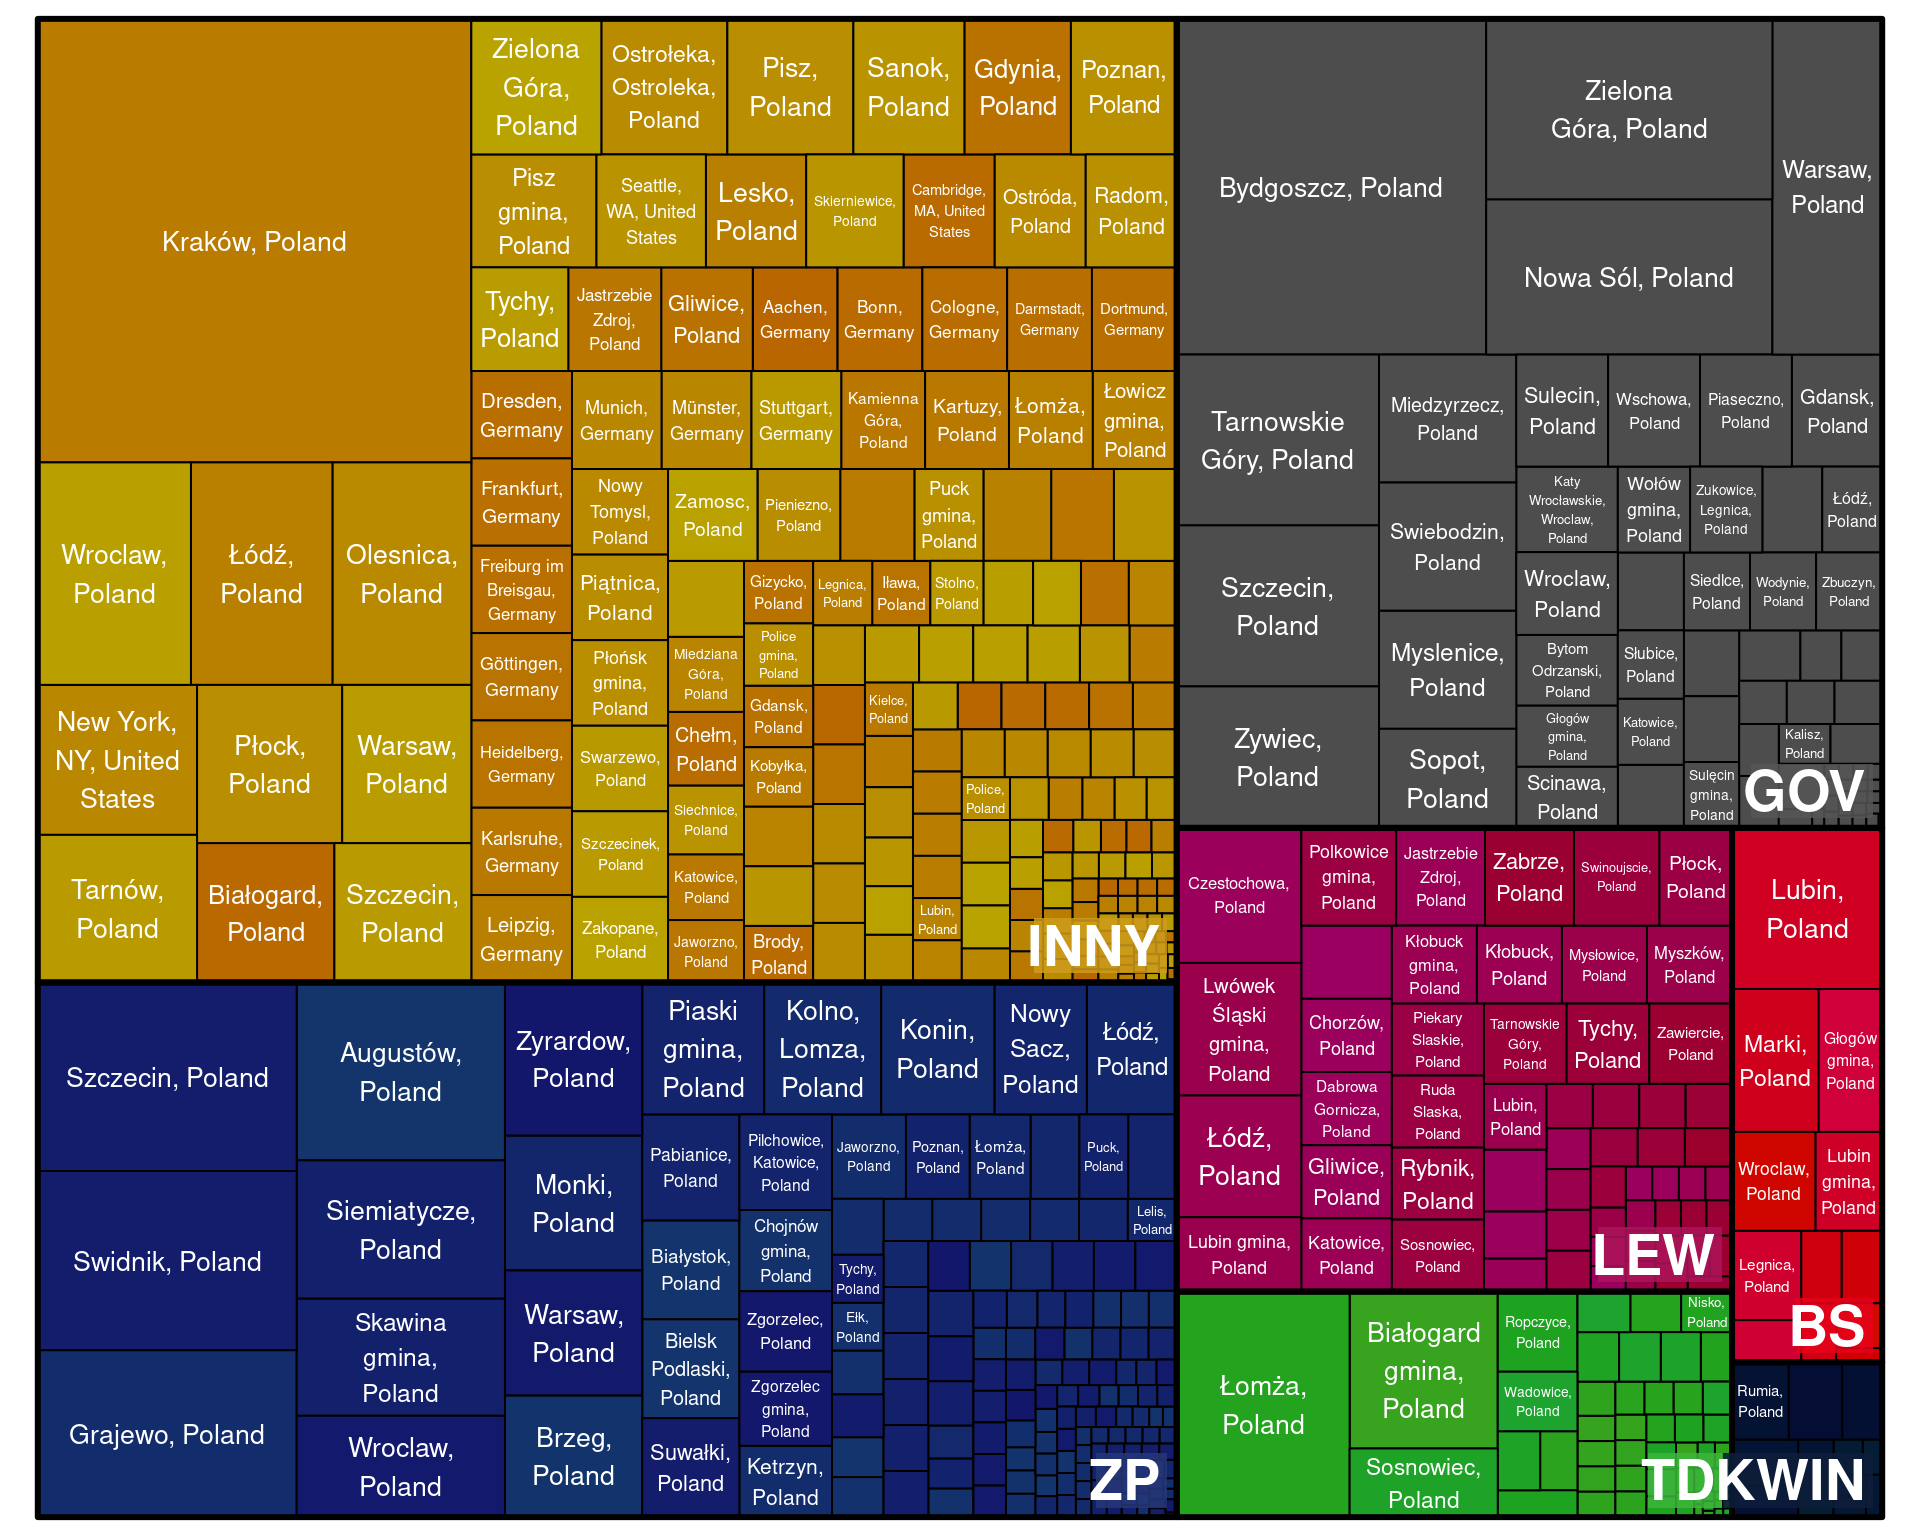 Kraków, Poland
Zielona
Góra,
Poland
Ostrołeka,
Ostroleka,
Poland
Pisz,
Poland
Sanok,
Poland
Gdynia,
Poland
Poznan,
Poland
Pisz
gmina,
Poland
Seattle,
WA, United
States
Lesko,
Poland
Skierniewice,
Poland
Cambridge,
MA, United
States
Ostróda,
Poland
Radom,
Poland
Tychy,
Poland
Jastrzebie
Zdroj,
Poland
Gliwice,
Poland
Aachen,
Germany
Bonn,
Germany
Cologne,
Germany
Darmstadt,
Germany
Dortmund,
Germany
Dresden,
Germany
Munich,
Germany
Münster,
Germany
Stuttgart,
Germany
Kamienna
Góra,
Poland
Kartuzy,
Poland
Łomża,
Poland
Łowicz
gmina,
Poland
Wroclaw,
Poland
Łódź,
Poland
Olesnica,
Poland
Frankfurt,
Germany
Nowy
Tomysl,
Poland
Zamosc,
Poland
Pieniezno,
Poland
Puck
gmina,
Poland
Freiburg im
Breisgau,
Germany
Piątnica,
Poland
Gizycko,
Poland
Legnica,
Poland
Iława,
Poland
Stolno,
Poland
Göttingen,
Germany
Płońsk
gmina,
Poland
Miedziana
Góra,
Poland
Police
gmina,
Poland
New York,
NY, United
States
Płock,
Poland
Warsaw,
Poland
Heidelberg,
Germany
Swarzewo,
Poland
Chełm,
Poland
Gdansk,
Poland
Kielce,
Poland
Kobyłka,
Poland
Police,
Poland
Tarnów,
Poland
Białogard,
Poland
Szczecin,
Poland
Karlsruhe,
Germany
Szczecinek,
Poland
Siechnice,
Poland
Katowice,
Poland
Leipzig,
Germany
Zakopane,
Poland
Jaworzno,
Poland
Brody,
Poland
Lubin,
Poland
INNY
Bydgoszcz, Poland
Zielona
Góra, Poland
Warsaw,
Poland
Nowa Sól, Poland
Tarnowskie
Góry, Poland
Miedzyrzecz,
Poland
Sulecin,
Poland
Wschowa,
Poland
Piaseczno,
Poland
Gdansk,
Poland
Katy
Wrocławskie,
Wroclaw,
Poland
Wołów
gmina,
Poland
Zukowice,
Legnica,
Poland
Łódź,
Poland
Szczecin,
Poland
Swiebodzin,
Poland
Wroclaw,
Poland
Siedlce,
Poland
Wodynie,
Poland
Zbuczyn,
Poland
Myslenice,
Poland
Bytom
Odrzanski,
Poland
Słubice,
Poland
Zywiec,
Poland
Sopot,
Poland
Głogów
gmina,
Poland
Katowice,
Poland
Kalisz,
Poland
Scinawa,
Poland
Sulęcin
gmina,
Poland
GOV
Szczecin, Poland
Augustów,
Poland
Zyrardow,
Poland
Piaski
gmina,
Poland
Kolno,
Lomza,
Poland
Konin,
Poland
Nowy
Sacz,
Poland
Łódź,
Poland
Swidnik, Poland
Siemiatycze,
Poland
Monki,
Poland
Pabianice,
Poland
Pilchowice,
Katowice,
Poland
Jaworzno,
Poland
Poznan,
Poland
Łomża,
Poland
Puck,
Poland
Lelis,
Poland
Białystok,
Poland
Chojnów
gmina,
Poland
Tychy,
Poland
Skawina
gmina,
Poland
Warsaw,
Poland
Bielsk
Podlaski,
Poland
Zgorzelec,
Poland
Ełk,
Poland
Grajewo, Poland
Wroclaw,
Poland
Brzeg,
Poland
Suwałki,
Poland
Zgorzelec
gmina,
Poland
Ketrzyn,
Poland
ZP
Czestochowa,
Poland
Polkowice
gmina,
Poland
Jastrzebie
Zdroj,
Poland
Zabrze,
Poland
Swinoujscie,
Poland
Płock,
Poland
Kłobuck
gmina,
Poland
Kłobuck,
Poland
Mysłowice,
Poland
Myszków,
Poland
Lwówek
Śląski
gmina,
Poland
Chorzów,
Poland
Piekary
Slaskie,
Poland
Tarnowskie
Góry,
Poland
Tychy,
Poland
Zawiercie,
Poland
Dabrowa
Gornicza,
Poland
Ruda
Slaska,
Poland
Lubin,
Poland
Łódź,
Poland
Gliwice,
Poland
Rybnik,
Poland
Lubin gmina,
Poland
Katowice,
Poland
Sosnowiec,
Poland
LEW
Lubin,
Poland
Marki,
Poland
Głogów
gmina,
Poland
Wroclaw,
Poland
Lubin
gmina,
Poland
Legnica,
Poland
BS
Łomża,
Poland
Białogard
gmina,
Poland
Sosnowiec,
Poland
Ropczyce,
Poland
Wadowice,
Poland
Nisko,
Poland
Rumia,
Poland
TDKWIN